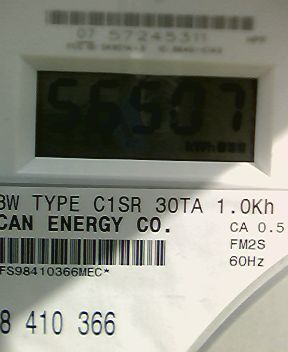 07 57245311
56507
kWh
3W TYPE C1SR 30TA 1.0Kh
CAN ENERGY CO.
CA 0.5
FM2S
FS98410366MEC*
60Hz
8 410 366